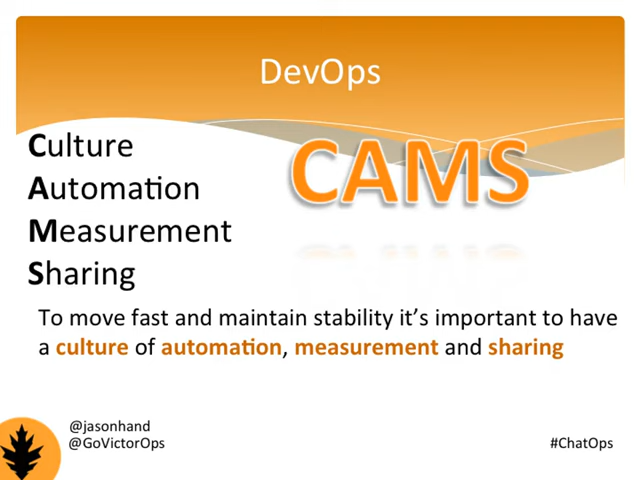 DevOps
Culture
Automation
Measurement
Sharing
CAMS
To move fast and maintain stability it's important to have
a culture of automation, measurement and sharing
@jasonhand
@GoVictorOps
#ChatOps